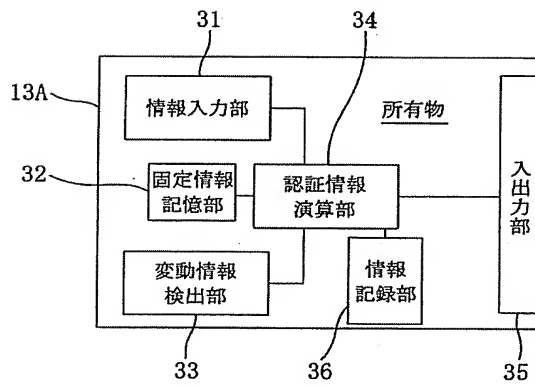 31
34
13A
情報入力部
所有物
32
固定情報
記憶部
認証情報
演算部
入出力部
変動情報
検出部
情報
記録部
33
36
35